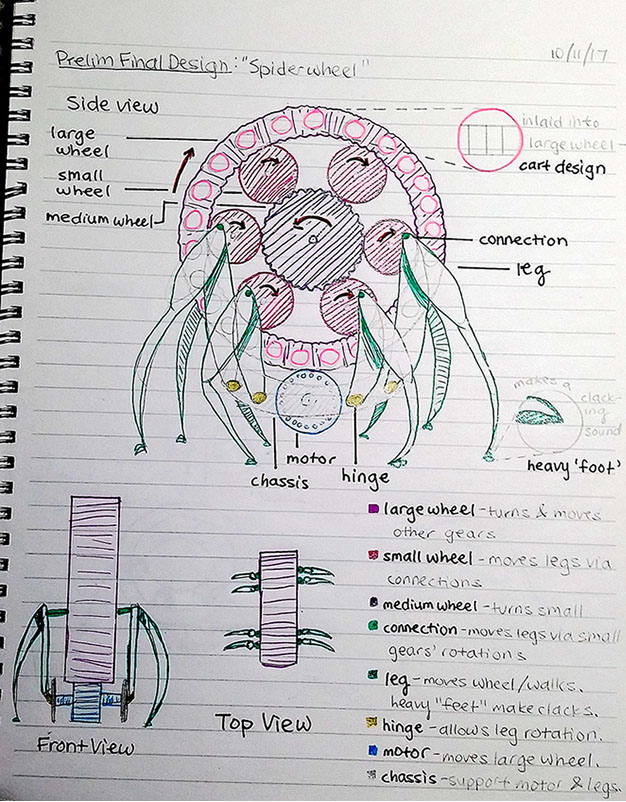 10/11/17
Prelim Final Design: "Spiderwheel"
Side view
large
wheel
small
wheel
medium wheel
inlaid into
large wheel
cart design
connection
leg
makes a
clack-
ing
sound
heavy 'foot'
motor
chassis
hinge
large wheel - turns & moves
other gears
small wheel - moves legs via
connections
medium wheel - turns small
connection - moves legs via small
gears' rotations
leg - moves wheel/walks.
heavy "feet" make clacks.
hinge - allows leg rotation.
motor - moves large wheel.
chassis - support motor & legs.
Front View
Top View